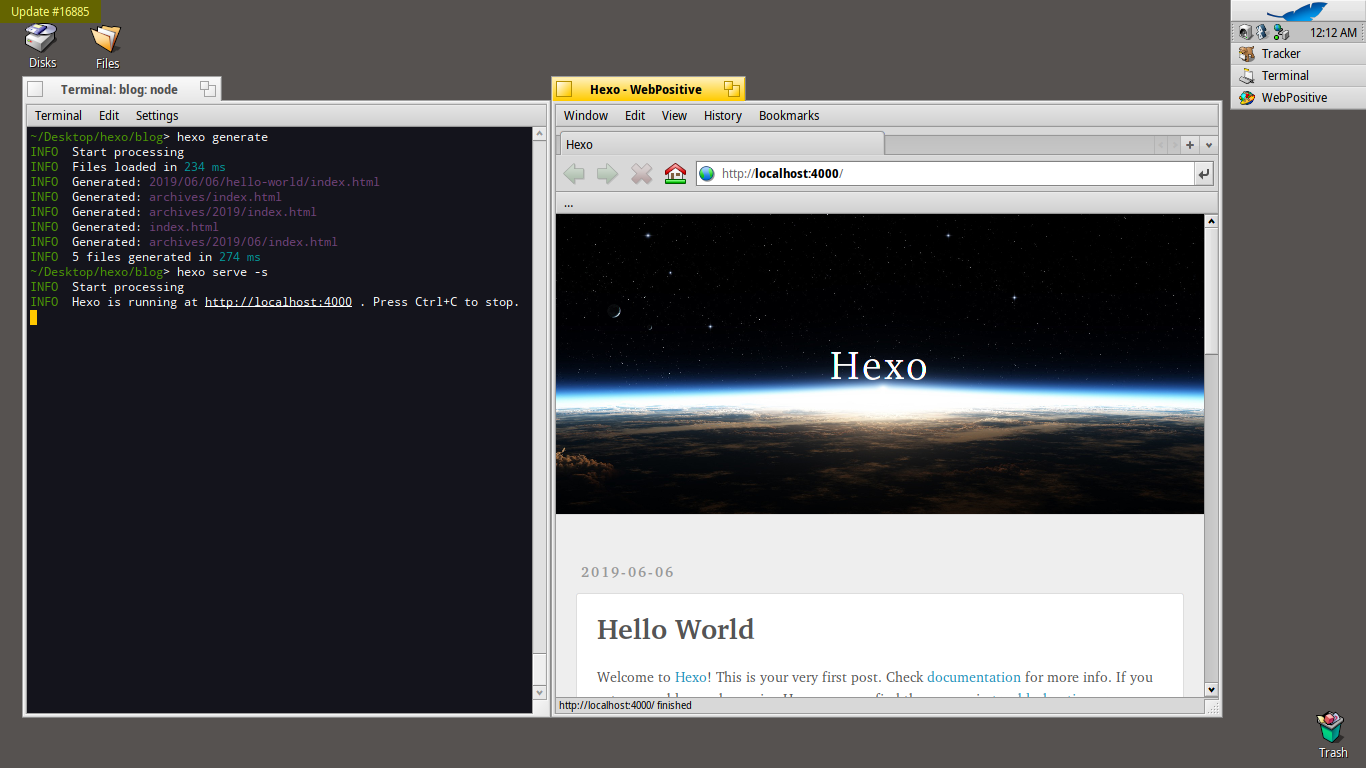 Update #16885
Disks
Files
12:12 AM
Tracker
Terminal
WebPositive
Terminal: blog: node
Terminal Edit Settings
~/Desktop/hexo/blog> hexo generate
INFO Start processing
INFO Files loaded in 234 ms
INFO Generated: 2019/06/06/hello-world/index.html
INFO Generated: archives/index.html
INFO Generated: archives/2019/index.html
INFO Generated: index.html
INFO Generated: archives/2019/06/index.html
INFO 5 files generated in 274 ms
~/Desktop/hexo/blog> hexo serve -s
INFO Start processing
INFO Hexo is running at http://localhost:4000 . Press Ctrl+C to stop.
Hexo - WebPositive
Window Edit View History Bookmarks
Hexo
http://localhost:4000/
...
Hexo
2019-06-06
Hello World
Welcome to Hexo! This is your very first post. Check documentation for more info. If you
http://localhost:4000/ finished
Trash